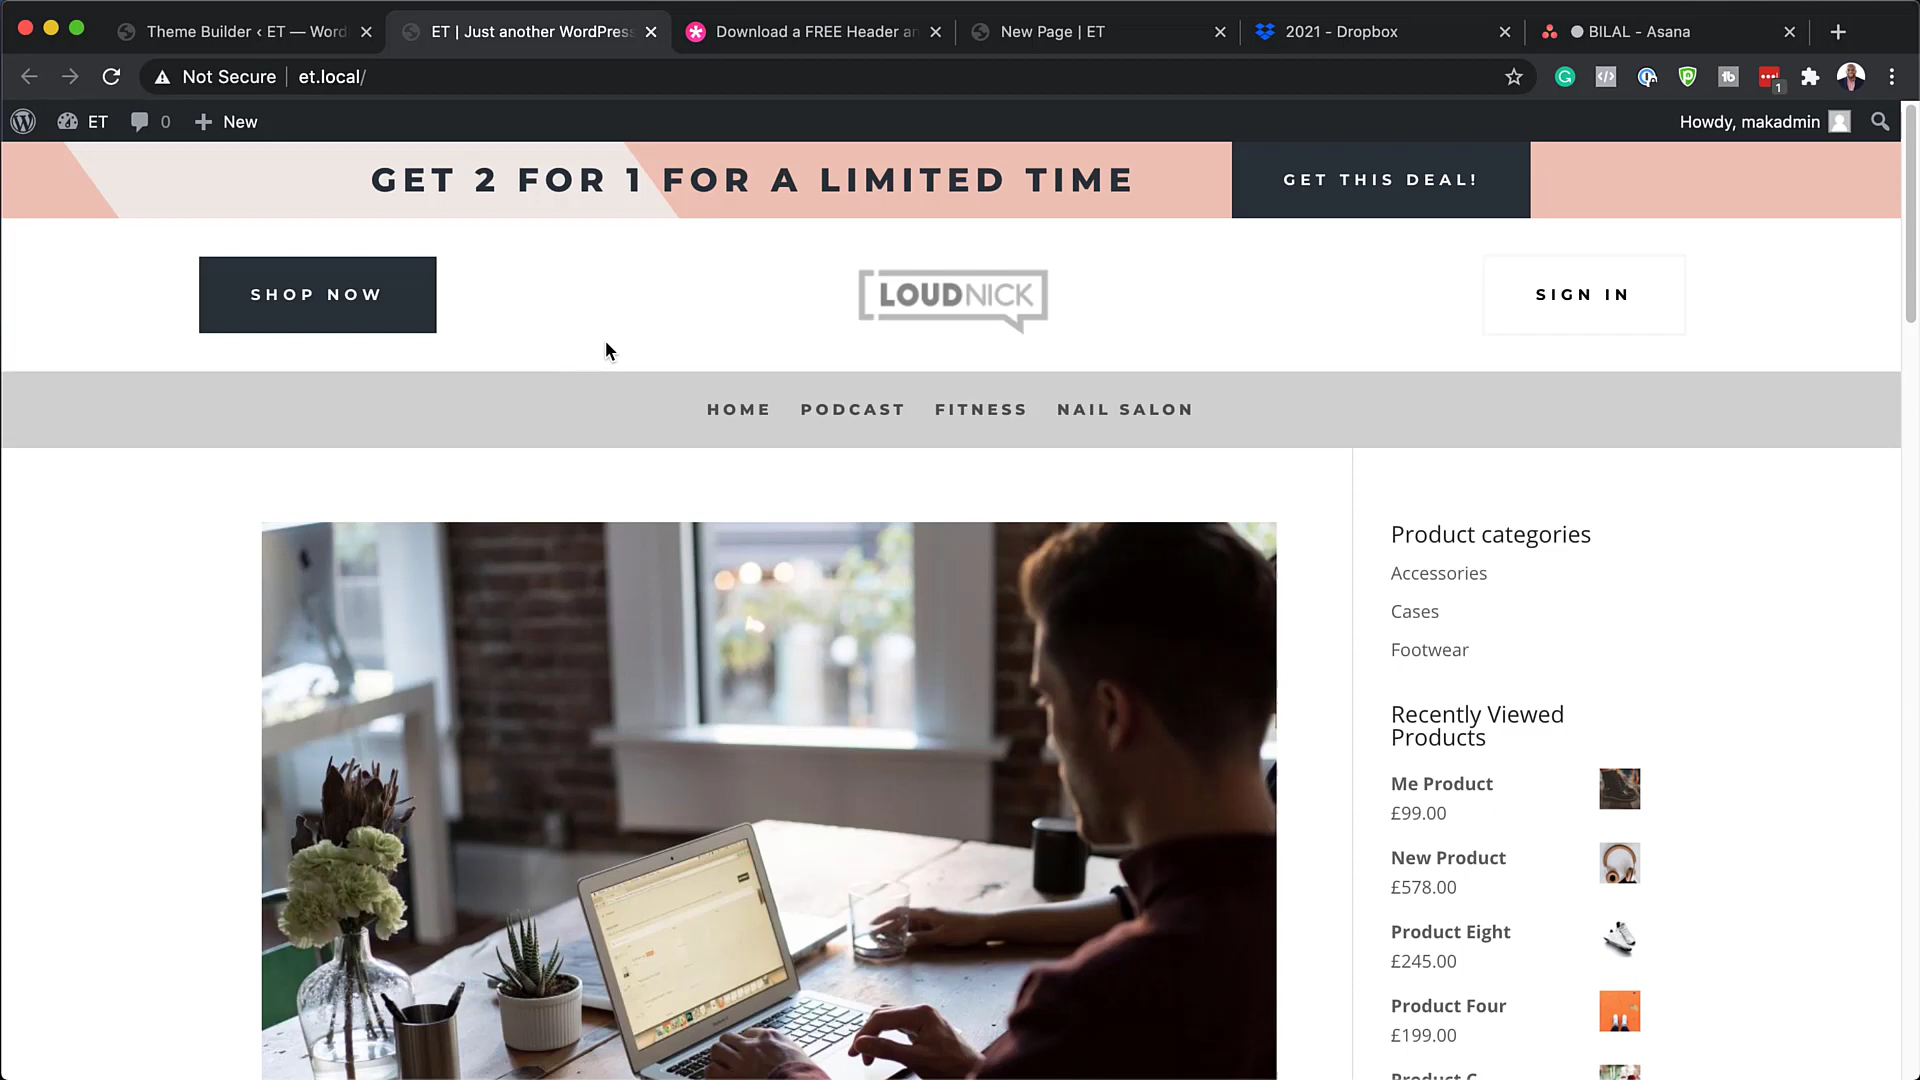 Theme Builder ‹ ET — Word
ET | Just another WordPress
Download a FREE Header an
New Page | ET
2021 - Dropbox
BILAL - Asana
Not Secure
et.local/
1
ET
0
New
Howdy, makadmin
GET 2 FOR 1 FOR A LIMITED TIME
GET THIS DEAL!
SHOP NOW
LOUDNICK
SIGN IN
HOME PODCAST FITNESS NAIL SALON
Product categories
Accessories
Cases
Footwear
Recently Viewed
Products
Me Product
£99.00
New Product
£578.00
Product Eight
£245.00
Product Four
£199.00